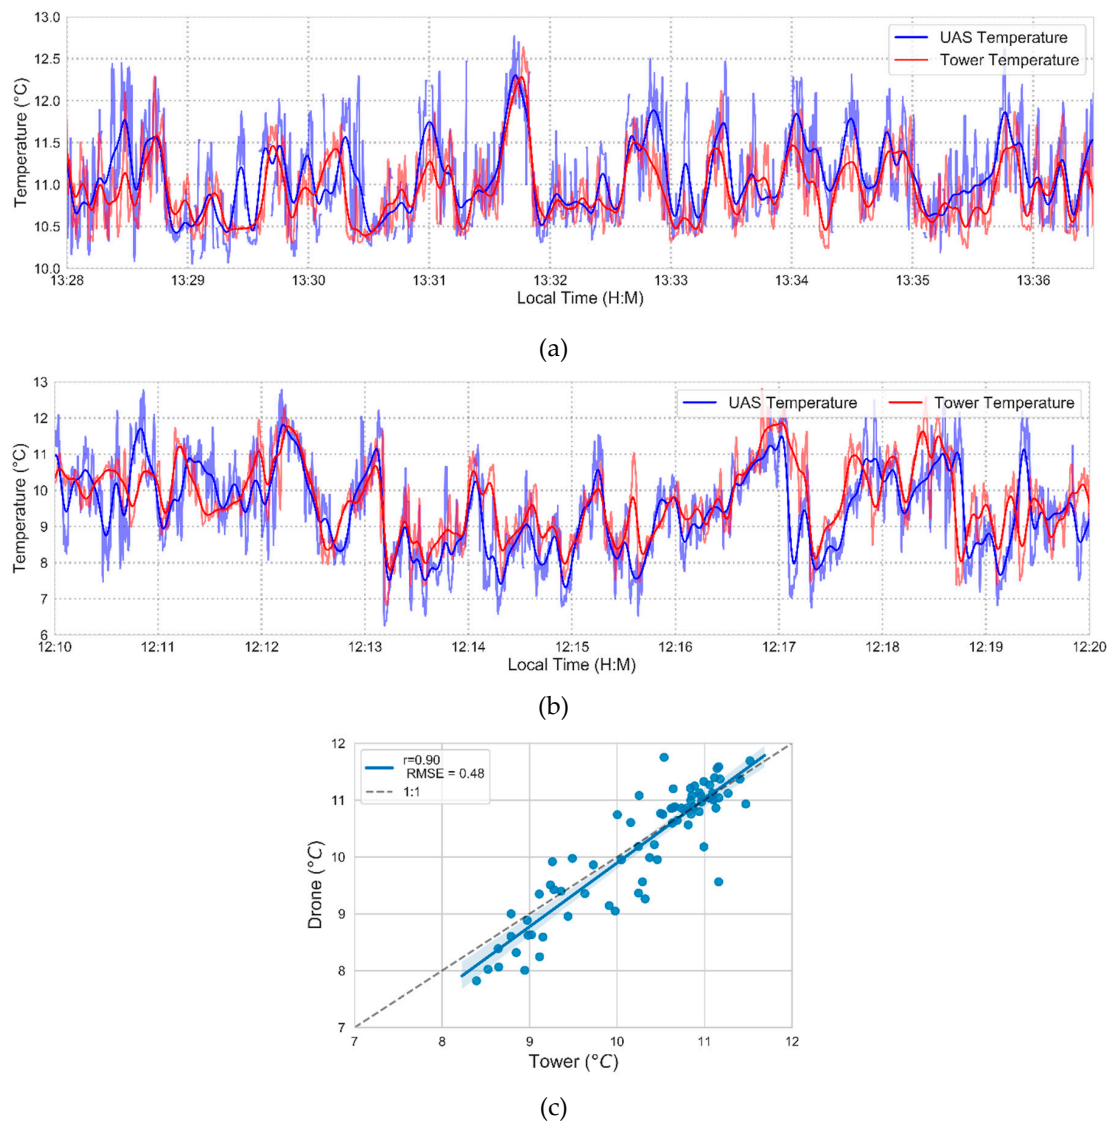 13.0
12.5
12.0
11.5
11.0
10.5
10.0
Temperature (°C)
UAS Temperature
Tower Temperature
13:28 13:29 13:30 13:31 13:32 13:33 13:34 13:35 13:36
Local Time (H:M)
(a)
13
12
11
10
9
8
7
6
Temperature (°C)
UAS Temperature Tower Temperature
12:10 12:11 12:12 12:13 12:14 12:15 12:16 12:17 12:18 12:19 12:20
Local Time (H:M)
(b)
12
11
10
9
8
7
Drone (°C)
r=0.90
RMSE = 0.48
1:1
7 8 9 10 11 12
Tower (°C)
(c)